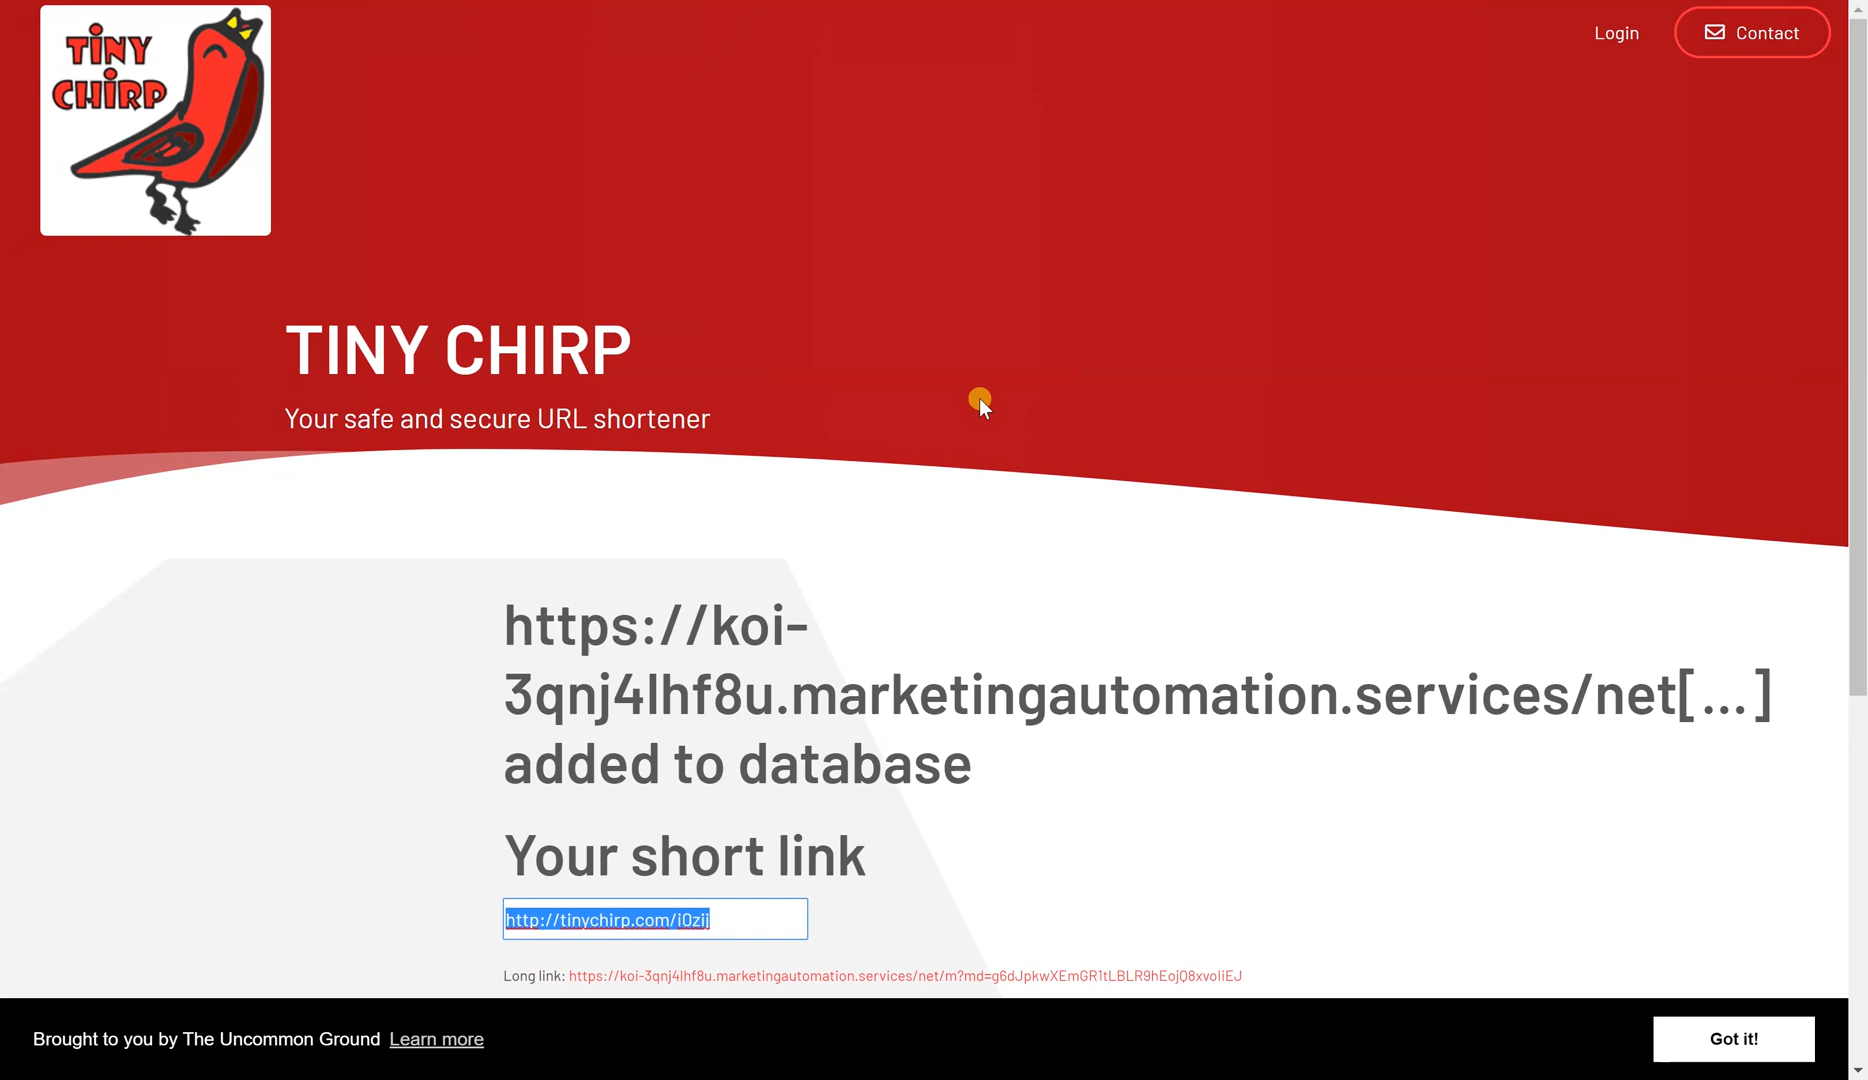 TiNY
CHiRP
Login
Contact
TINY CHIRP
Your safe and secure URL shortener
https://koi-
3qnj4lhf8u.marketingautomation.services/net[...]
added to database
Your short link
http://tinychirp.com/i0zij
Long link: https://koi-3qnj4lhf8u.marketingautomation.services/net/m?md=g6dJpkwXEmGR1tLBLR9hEojQ8xvoIiEJ
Brought to you by The Uncommon Ground Learn more
Got it!